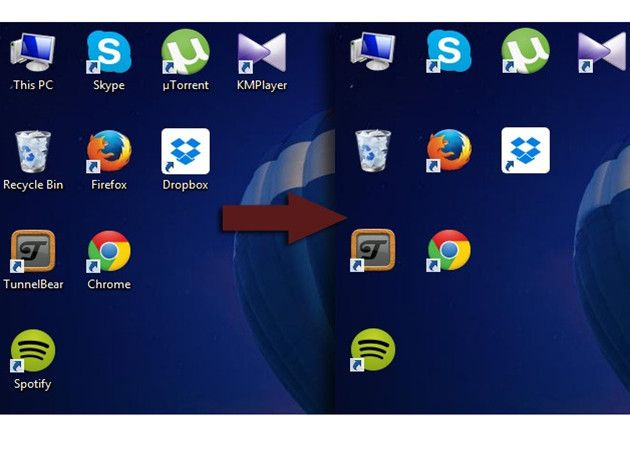 This PC
Skype
µTorrent
KMPlayer
Recycle Bin
Firefox
Dropbox
TunnelBear
Chrome
Spotify